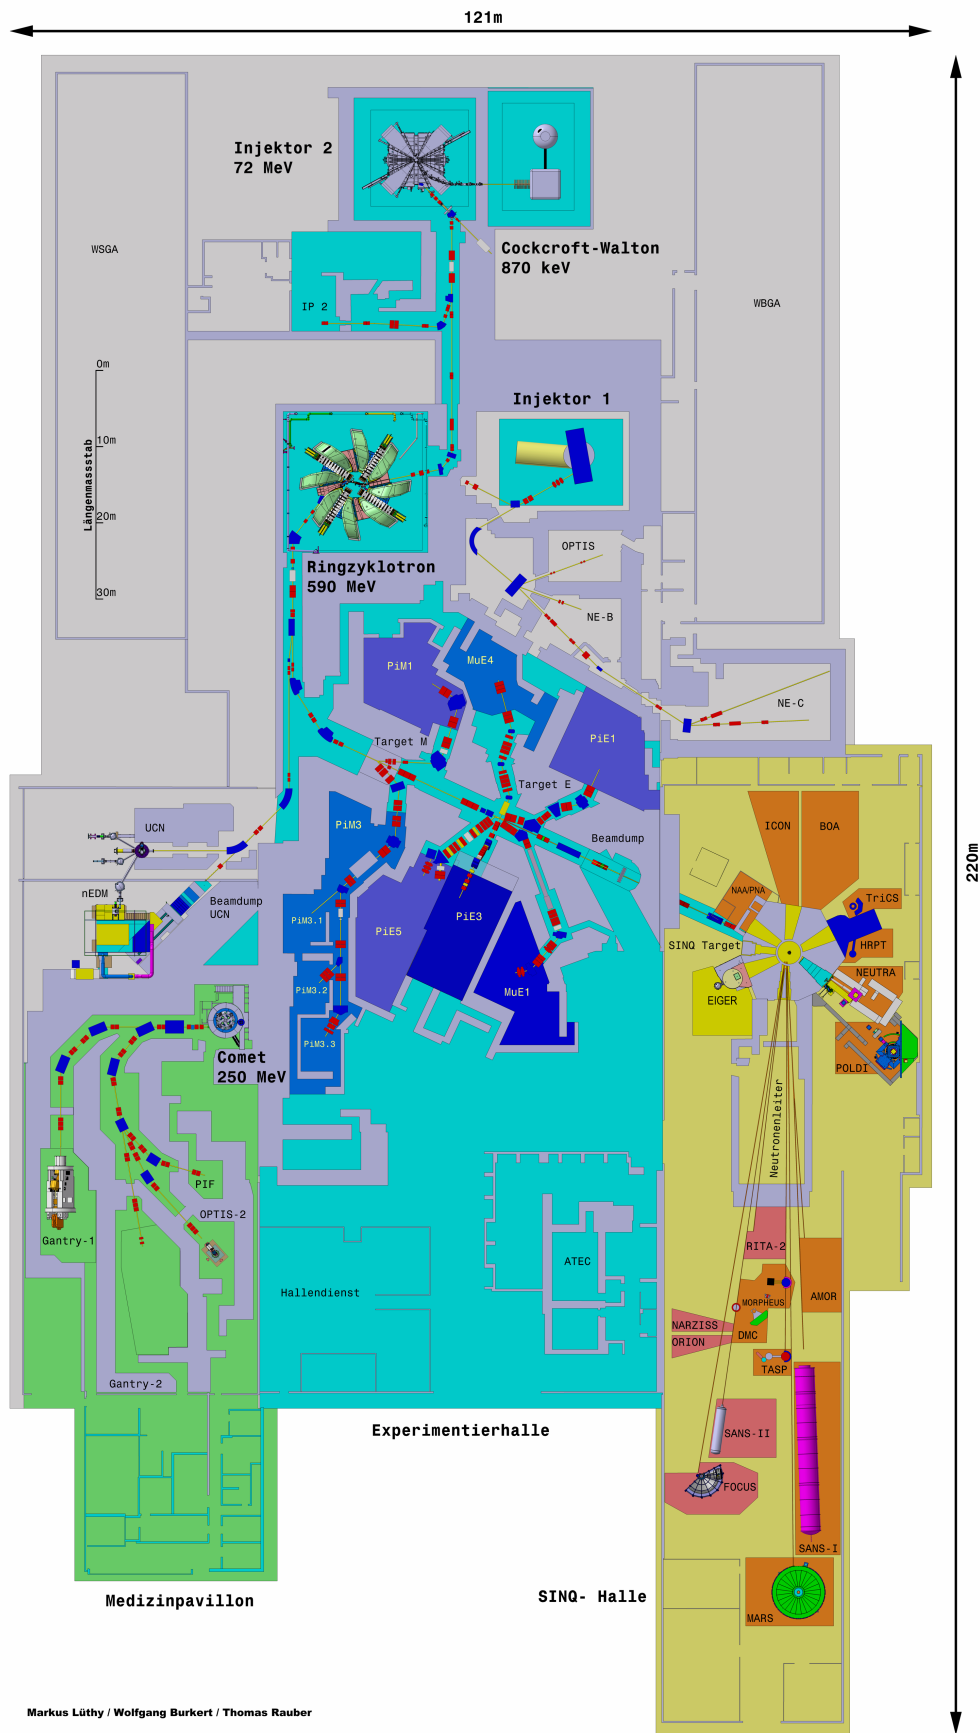 121m
Injektor 2
72 MeV
Cockcroft-Walton
870 keV
WSGA
WBGA
IP 2
0m
10m
20m
30m
Längenmassstab
Injektor 1
Ringzyklotron
590 MeV
OPTIS
NE-B
NE-C
PiM1
MuE4
PiE1
Target M
Target E
Beamdump
PiM3
UCN
nEDM
Beamdump
UCN
PiM3.1
PiM3.2
PiM3.3
PiE5
PiE3
MuE1
ICON
BOA
NAA/PNA
TriCS
SINQ Target
HRPT
EIGER
NEUTRA
POLDI
220m
Comet
250 MeV
Neutronenleiter
PIF
OPTIS-2
Gantry-1
Gantry-2
Hallendienst
ATEC
RITA-2
MORPHEUS
AMOR
NARZISS
ORION
DMC
TASP
SANS-II
FOCUS
SANS-I
MARS
Experimentierhalle
Medizinpavillon
SINQ- Halle
Markus Lüthy / Wolfgang Burkert / Thomas Rauber